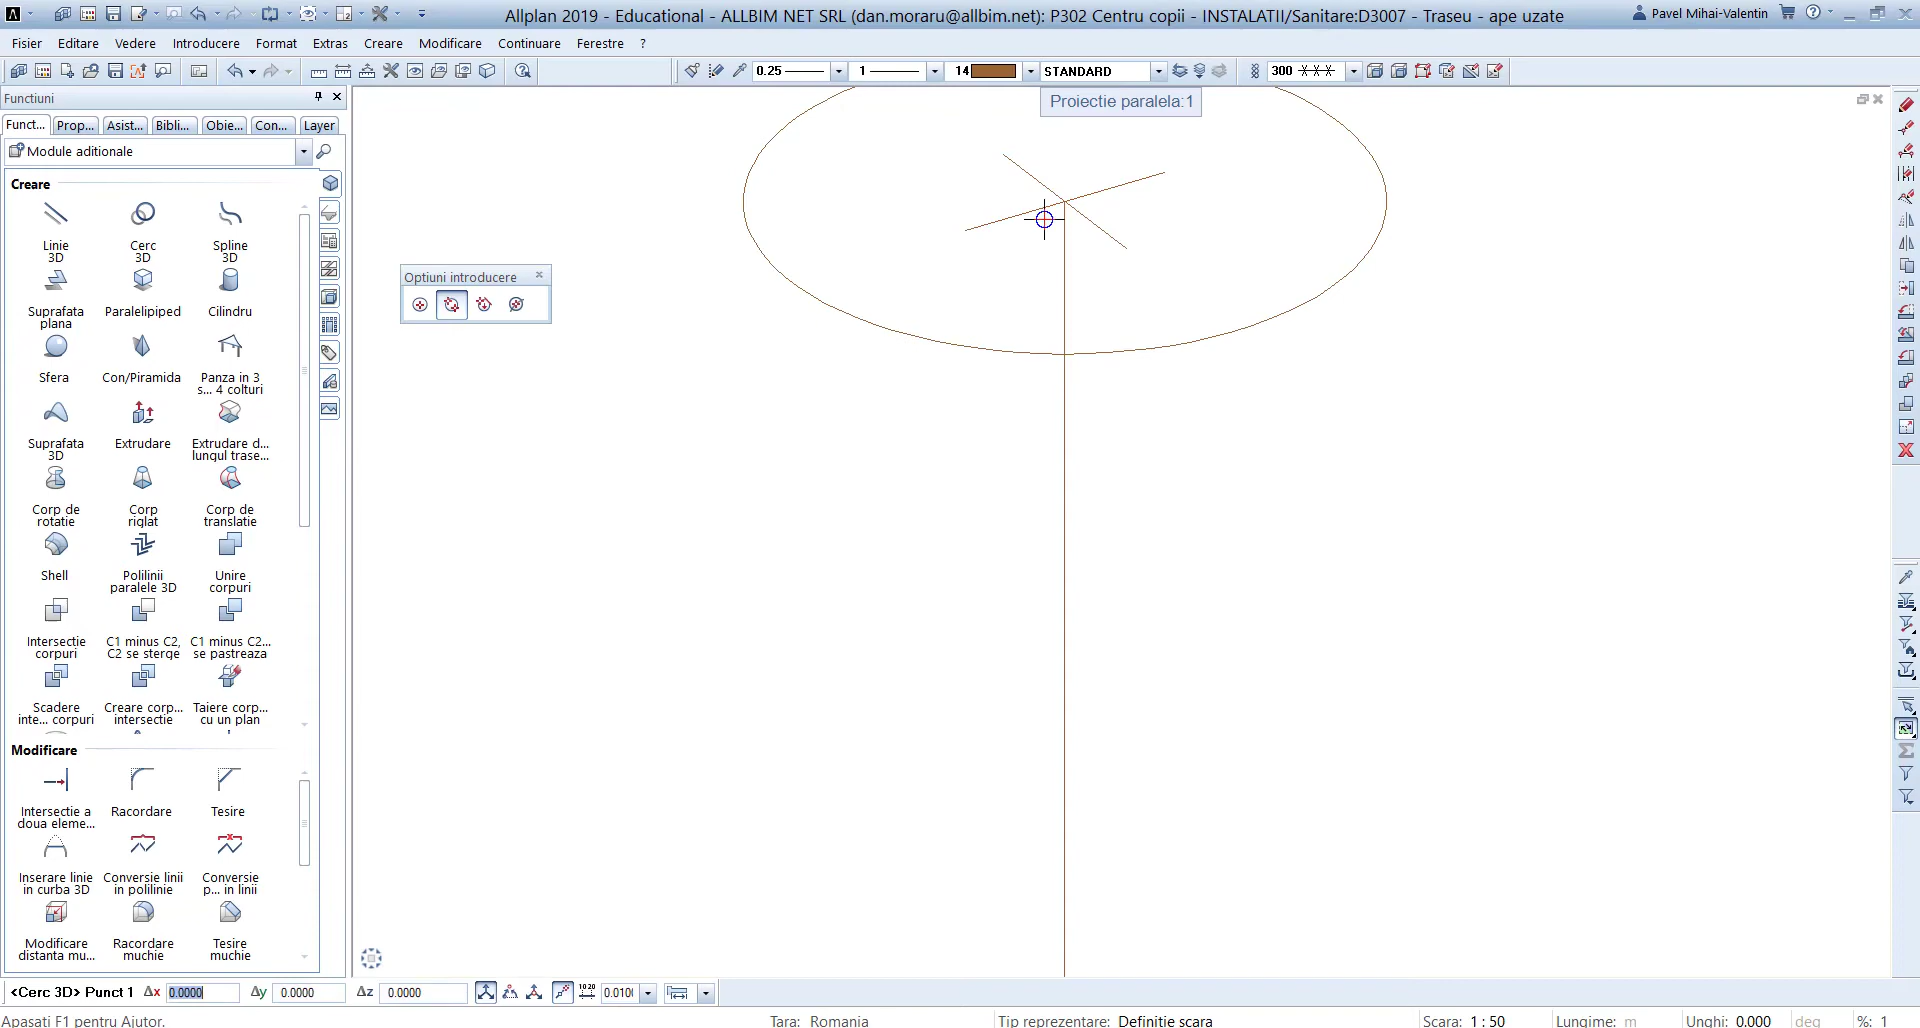 Allplan 2019 - Educational - ALLBIM NET SRL (dan.moraru@allbim.net): P302 Centru copii - INSTALATII/Sanitare:D3007 - Traseu - ape uzate
Pavel Mihai-Valentin
Fisier Editare Vedere Introducere Format Extras Creare Modificare Continuare Ferestre ?
0.25 1 14 STANDARD 300
Functiuni
Proiectie paralela:1
Funct... Prop... Asist... Bibli... Obie... Con... Layer
Module aditionale
Creare
Linie 3D
Cerc 3D
Spline 3D
Suprafata plana
Paralelipiped
Cilindru
Sfera
Con/Piramida
Panza in 3 s... 4 colturi
Suprafata 3D
Extrudare
Extrudare d... lungul trase...
Corp de rotatie
Corp riglat
Corp de translatie
Shell
Polilinii paralele 3D
Unire corpuri
Intersectie corpuri
C1 minus C2, C2 se sterge
C1 minus C2... se pastreaza
Scadere inte... corpuri
Creare corp... intersectie
Taiere corp... cu un plan
Modificare
Intersectie a doua eleme...
Racordare
Tesire
Inserare linie in curba 3D
Conversie linii in polilinie
Conversie p... in linii
Modificare distanta mu...
Racordare muchie
Tesire muchie
Optiuni introducere
<Cerc 3D> Punct 1 Δx 0.0000 Δy 0.0000 Δz 0.0000
Apasati F1 pentru Ajutor. Tara: Romania Tip reprezentare: Definitie scara Scara: 1 : 50 Lungime: m Unghi: 0.000 deg %: 1